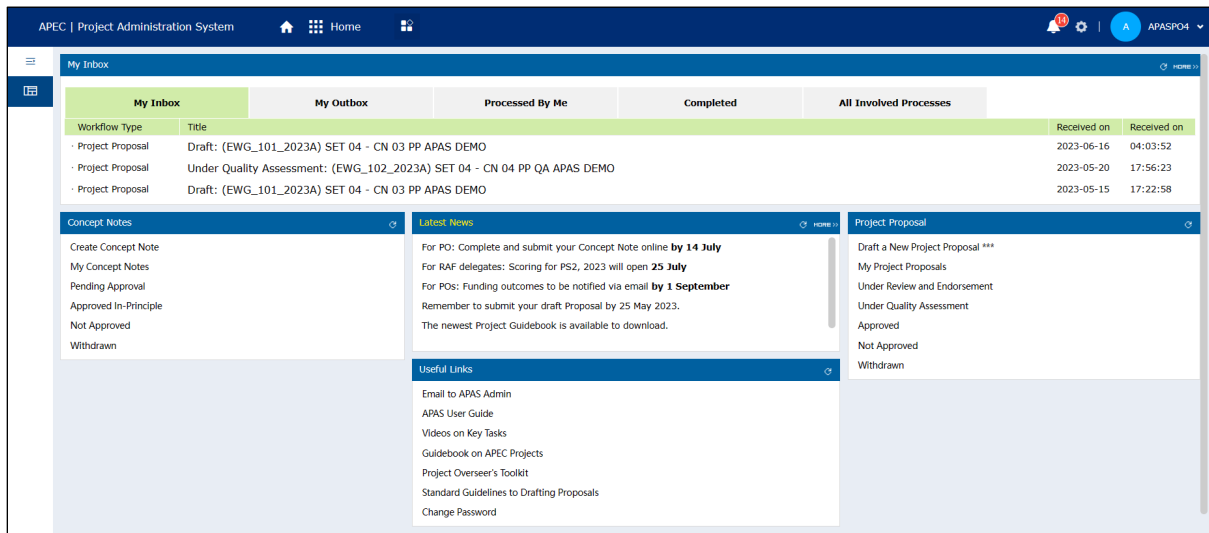 APEC | Project Administration System Home 14 A APASPO4
My Inbox MORE >>
My Inbox My Outbox Processed By Me Completed All Involved Processes
Workflow Type Title Received on Received on
· Project Proposal Draft: (EWG_101_2023A) SET 04 - CN 03 PP APAS DEMO 2023-06-16 04:03:52
· Project Proposal Under Quality Assessment: (EWG_102_2023A) SET 04 - CN 04 PP QA APAS DEMO 2023-05-20 17:56:23
· Project Proposal Draft: (EWG_101_2023A) SET 04 - CN 03 PP APAS DEMO 2023-05-15 17:22:58
Concept Notes
Create Concept Note
My Concept Notes
Pending Approval
Approved In-Principle
Not Approved
Withdrawn
Latest News MORE >>
For PO: Complete and submit your Concept Note online by 14 July
For RAF delegates: Scoring for PS2, 2023 will open 25 July
For POs: Funding outcomes to be notified via email by 1 September
Remember to submit your draft Proposal by 25 May 2023.
The newest Project Guidebook is available to download.
Useful Links
Email to APAS Admin
APAS User Guide
Videos on Key Tasks
Guidebook on APEC Projects
Project Overseer's Toolkit
Standard Guidelines to Drafting Proposals
Change Password
Project Proposal
Draft a New Project Proposal ***
My Project Proposals
Under Review and Endorsement
Under Quality Assessment
Approved
Not Approved
Withdrawn